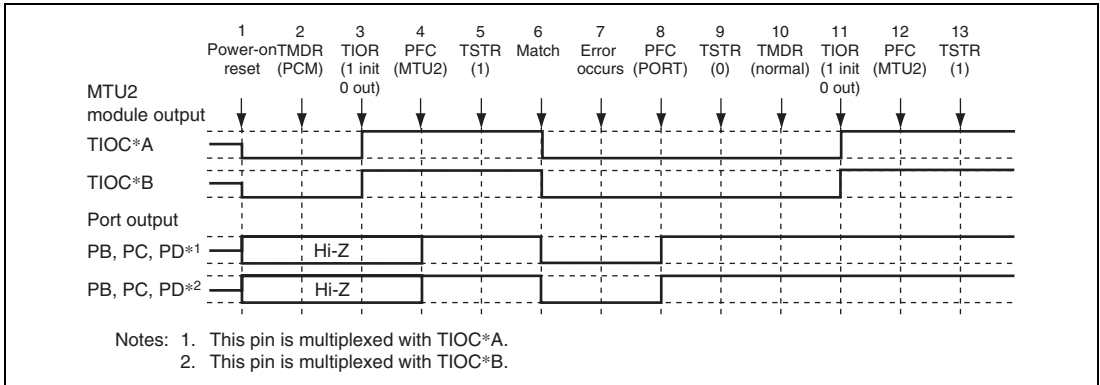 1 2 3 4 5 6 7 8 9 10 11 12 13
Power-on TMDR TIOR PFC TSTR Match Error PFC TSTR TMDR TIOR PFC TSTR
reset (PCM) (1 init (MTU2) (1) occurs (PORT) (0) (normal) (1 init (MTU2) (1)
0 out) 0 out)
MTU2
module output
TIOC*A
TIOC*B
Port output
PB, PC, PD*1 Hi-Z
PB, PC, PD*2 Hi-Z
Notes: 1. This pin is multiplexed with TIOC*A.
2. This pin is multiplexed with TIOC*B.